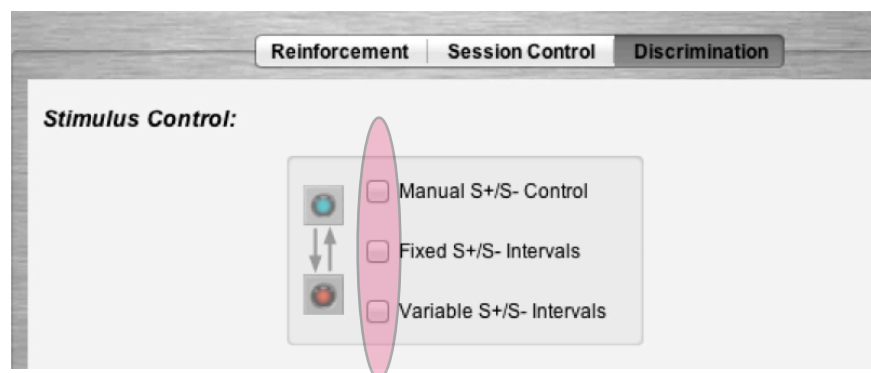 Reinforcement Session Control Discrimination
Stimulus Control:
Manual S+/S- Control
Fixed S+/S- Intervals
Variable S+/S- Intervals